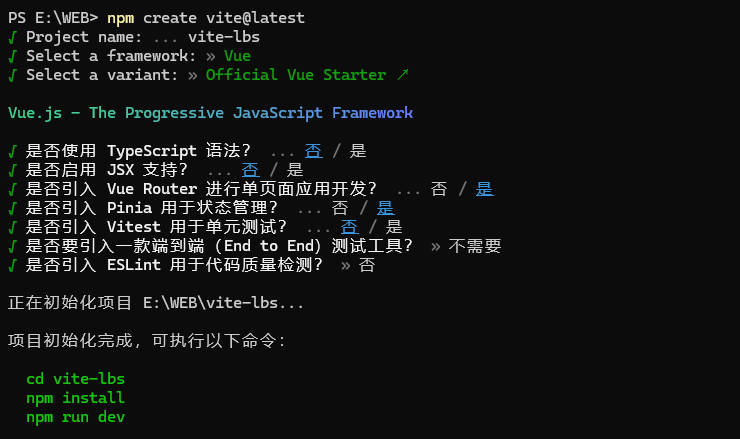 PS E:\WEB> npm create vite@latest
√ Project name: ... vite-lbs
√ Select a framework: » Vue
√ Select a variant: » Official Vue Starter ↗
Vue.js - The Progressive JavaScript Framework
√ 是否使用 TypeScript 语法? ... 否 / 是
√ 是否启用 JSX 支持? ... 否 / 是
√ 是否引入 Vue Router 进行单页面应用开发? ... 否 / 是
√ 是否引入 Pinia 用于状态管理? ... 否 / 是
√ 是否引入 Vitest 用于单元测试? ... 否 / 是
√ 是否要引入一款端到端（End to End）测试工具? » 不需要
√ 是否引入 ESLint 用于代码质量检测? » 否
正在初始化项目 E:\WEB\vite-lbs...
项目初始化完成，可执行以下命令：
cd vite-lbs
npm install
npm run dev